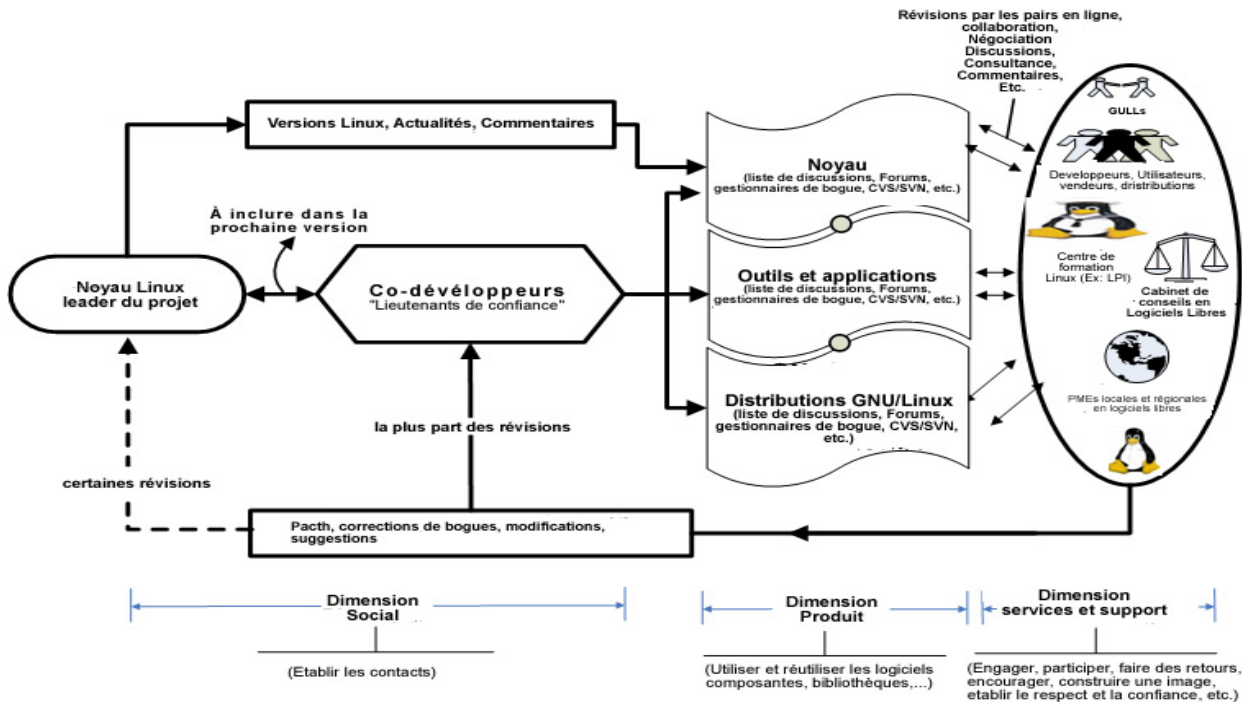 Révisions par les pairs en ligne,
collaboration,
Négociation
Discussions,
Consultance,
Commentaires,
Etc.
GULLs
Versions Linux, Actualités, Commentaires
Noyau
(liste de discussions, Forums,
gestionnaires de bogue, CVS/SVN, etc.)
Developpeurs, Utilisateurs,
vendeurs, dristributions
À inclure dans la
prochaine version
Noyau Linux
leader du projet
Co-développeurs
"Lieutenants de confiance"
Outils et applications
(liste de discussions, Forums,
gestionnaires de bogue, CVS/SVN, etc.)
Centre de
formation
Linux (Ex: LPI)
Cabinet de
conseils en
Logiciels Libres
Distributions GNU/Linux
(liste de discussions, Forums,
gestionnaires de bogue, CVS/SVN,
etc.)
PMEs locales et régionales
en logiciels libres
la plus part des révisions
certaines révisions
Pacth, corrections de bogues, modifications,
suggestions
Dimension
Social
(Etablir les contacts)
Dimension
Produit
(Utiliser et réutiliser les logiciels
composantes, bibliothèques,...)
Dimension
services et support
(Engager, participer, faire des retours,
encourager, construire une image,
etablir le respect et la confiance, etc.)